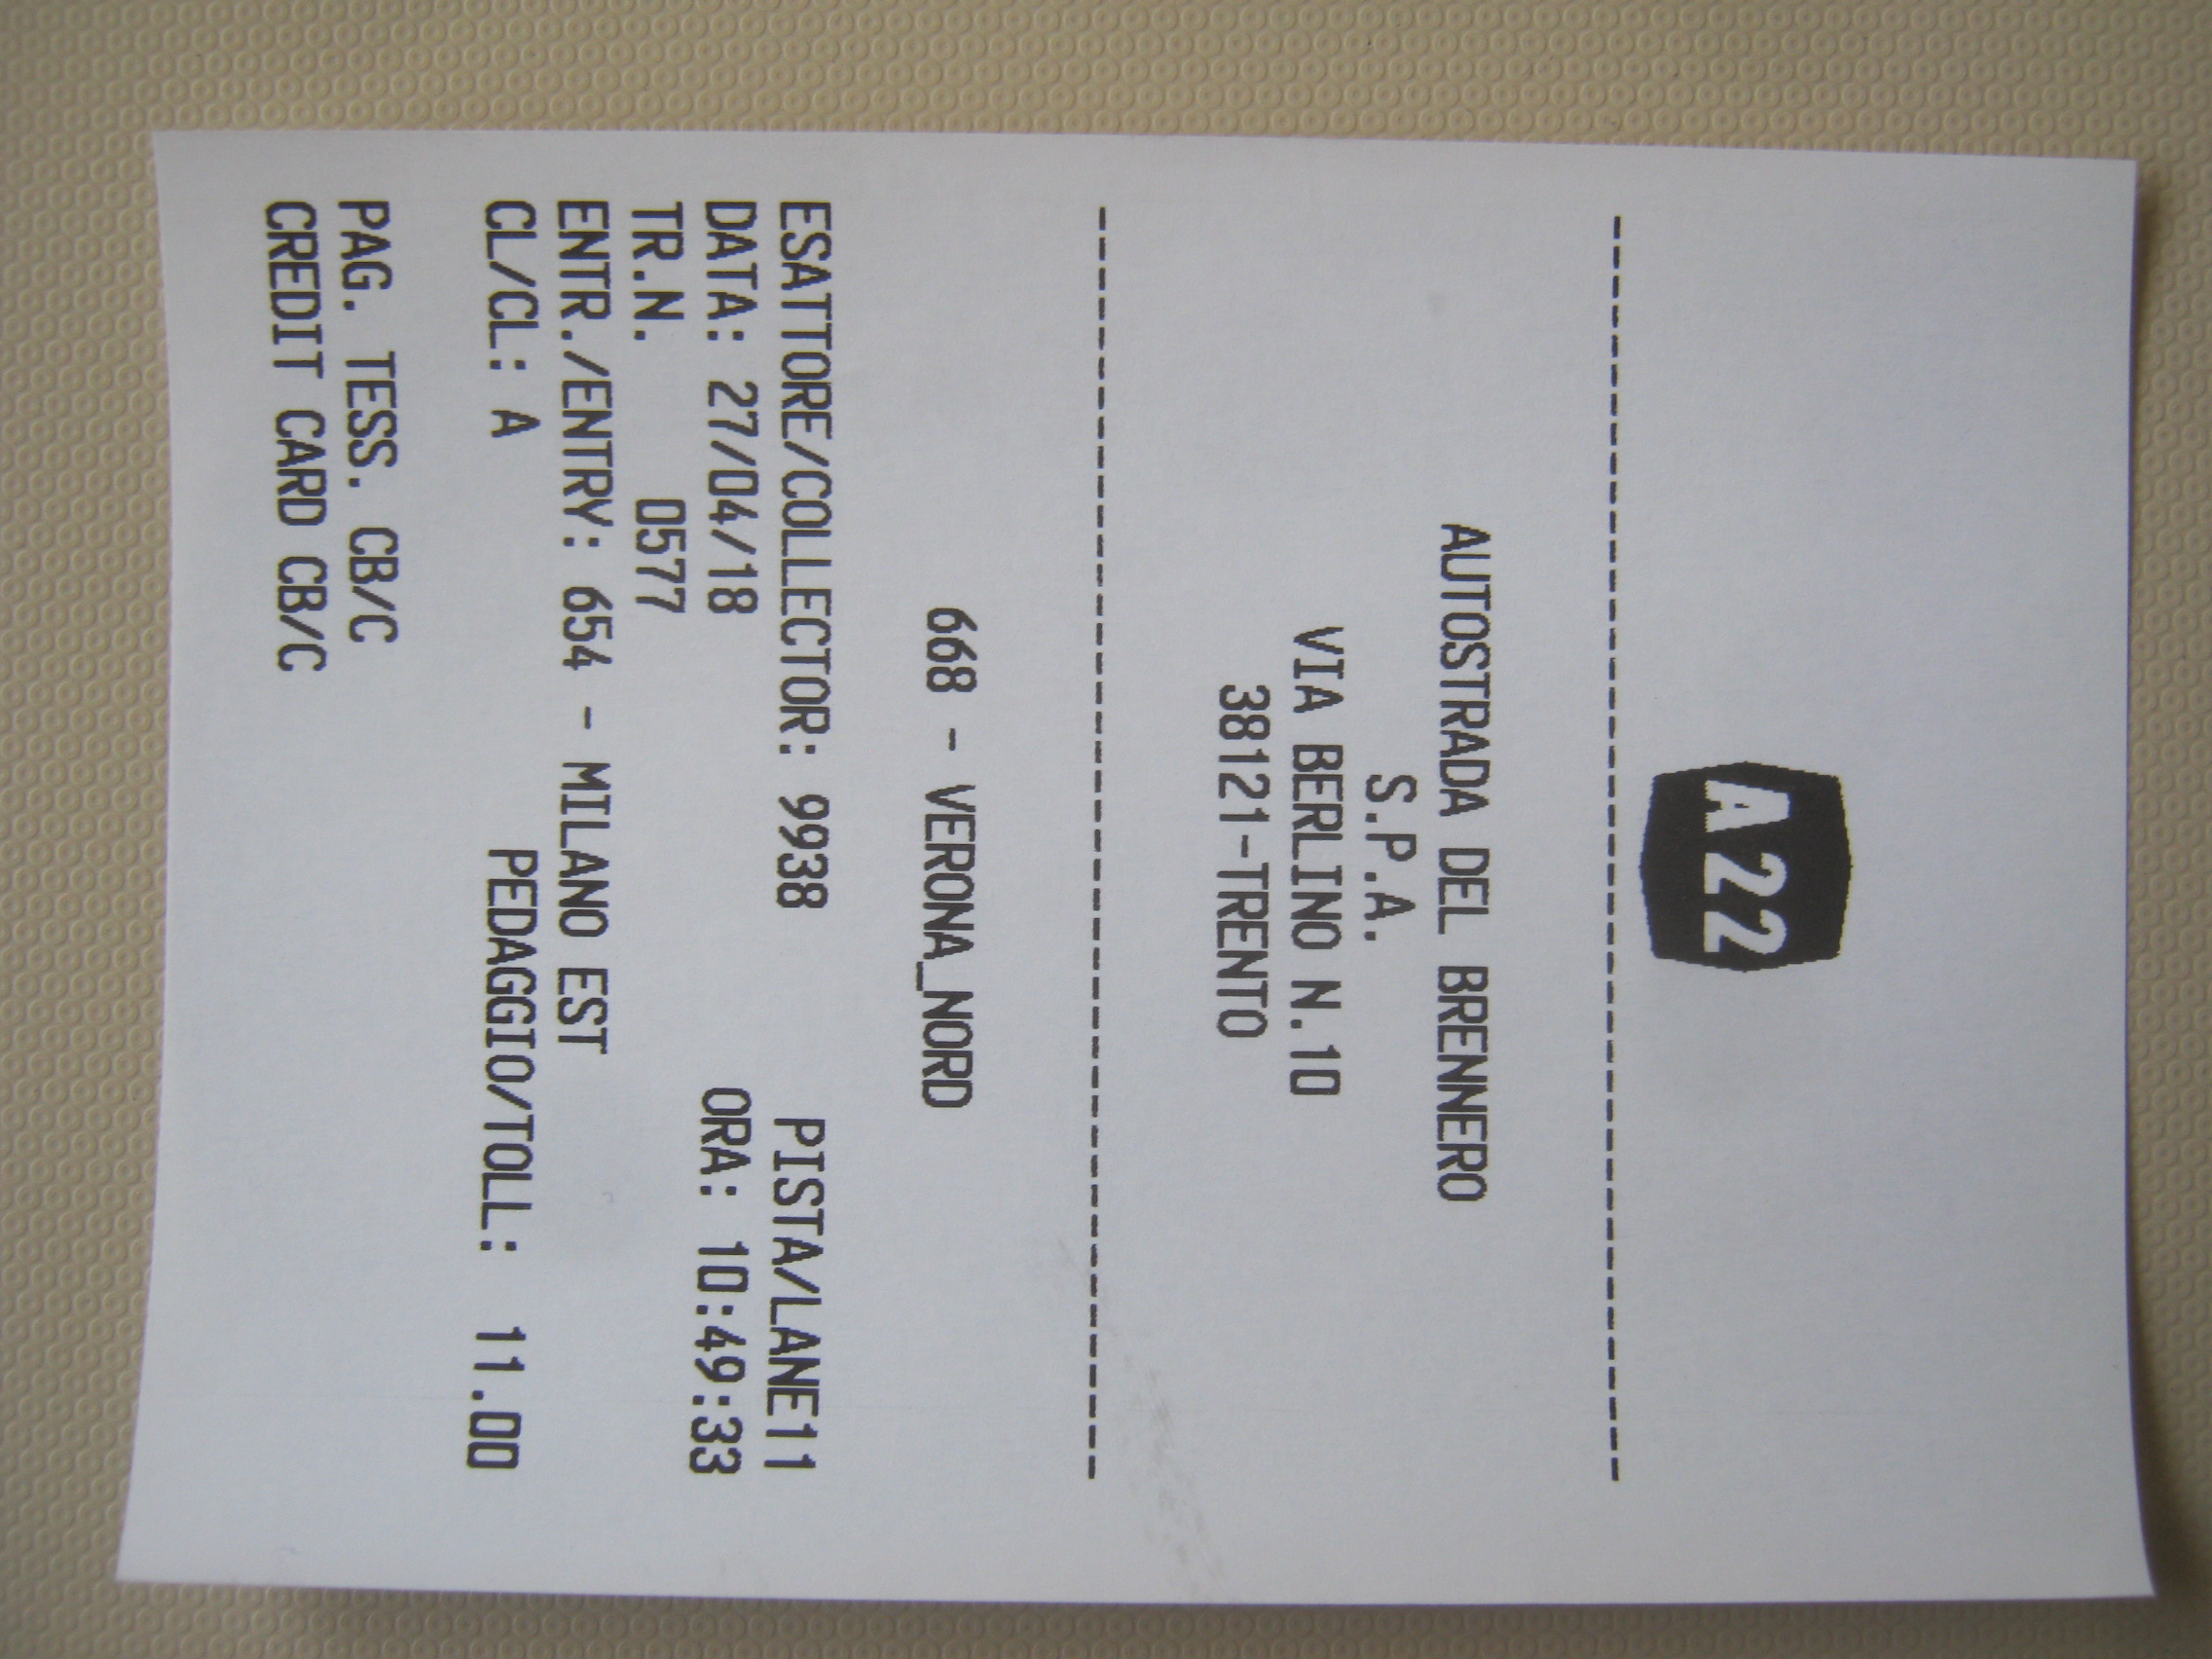 A22
AUTOSTRADA DEL BRENNERO
S.P.A.
VIA BERLINO N.10
38121-TRENTO
668 - VERONA_NORD
ESATTORE/COLLECTOR: 9938 PISTA/LANE11
DATA: 27/04/18 ORA: 10:49:33
TR.N. 0577
ENTR./ENTRY: 654 - MILANO EST
CL/CL: A PEDAGGIO/TOLL: 11.00
PAG. TESS. CB/C
CREDIT CARD CB/C